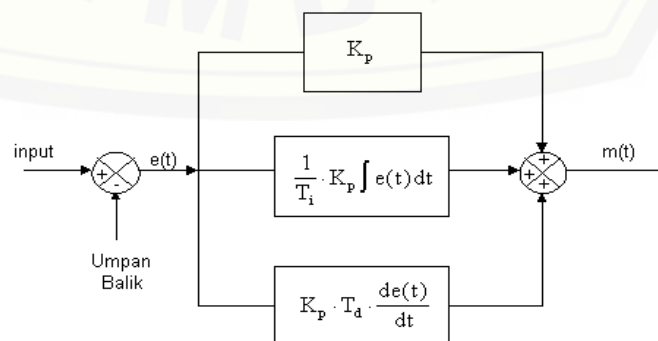 K_p
input
e(t)
+
-
1/T_i · K_p ∫ e(t) dt
+
+
+
m(t)
Umpan
Balik
K_p · T_d · de(t)/dt